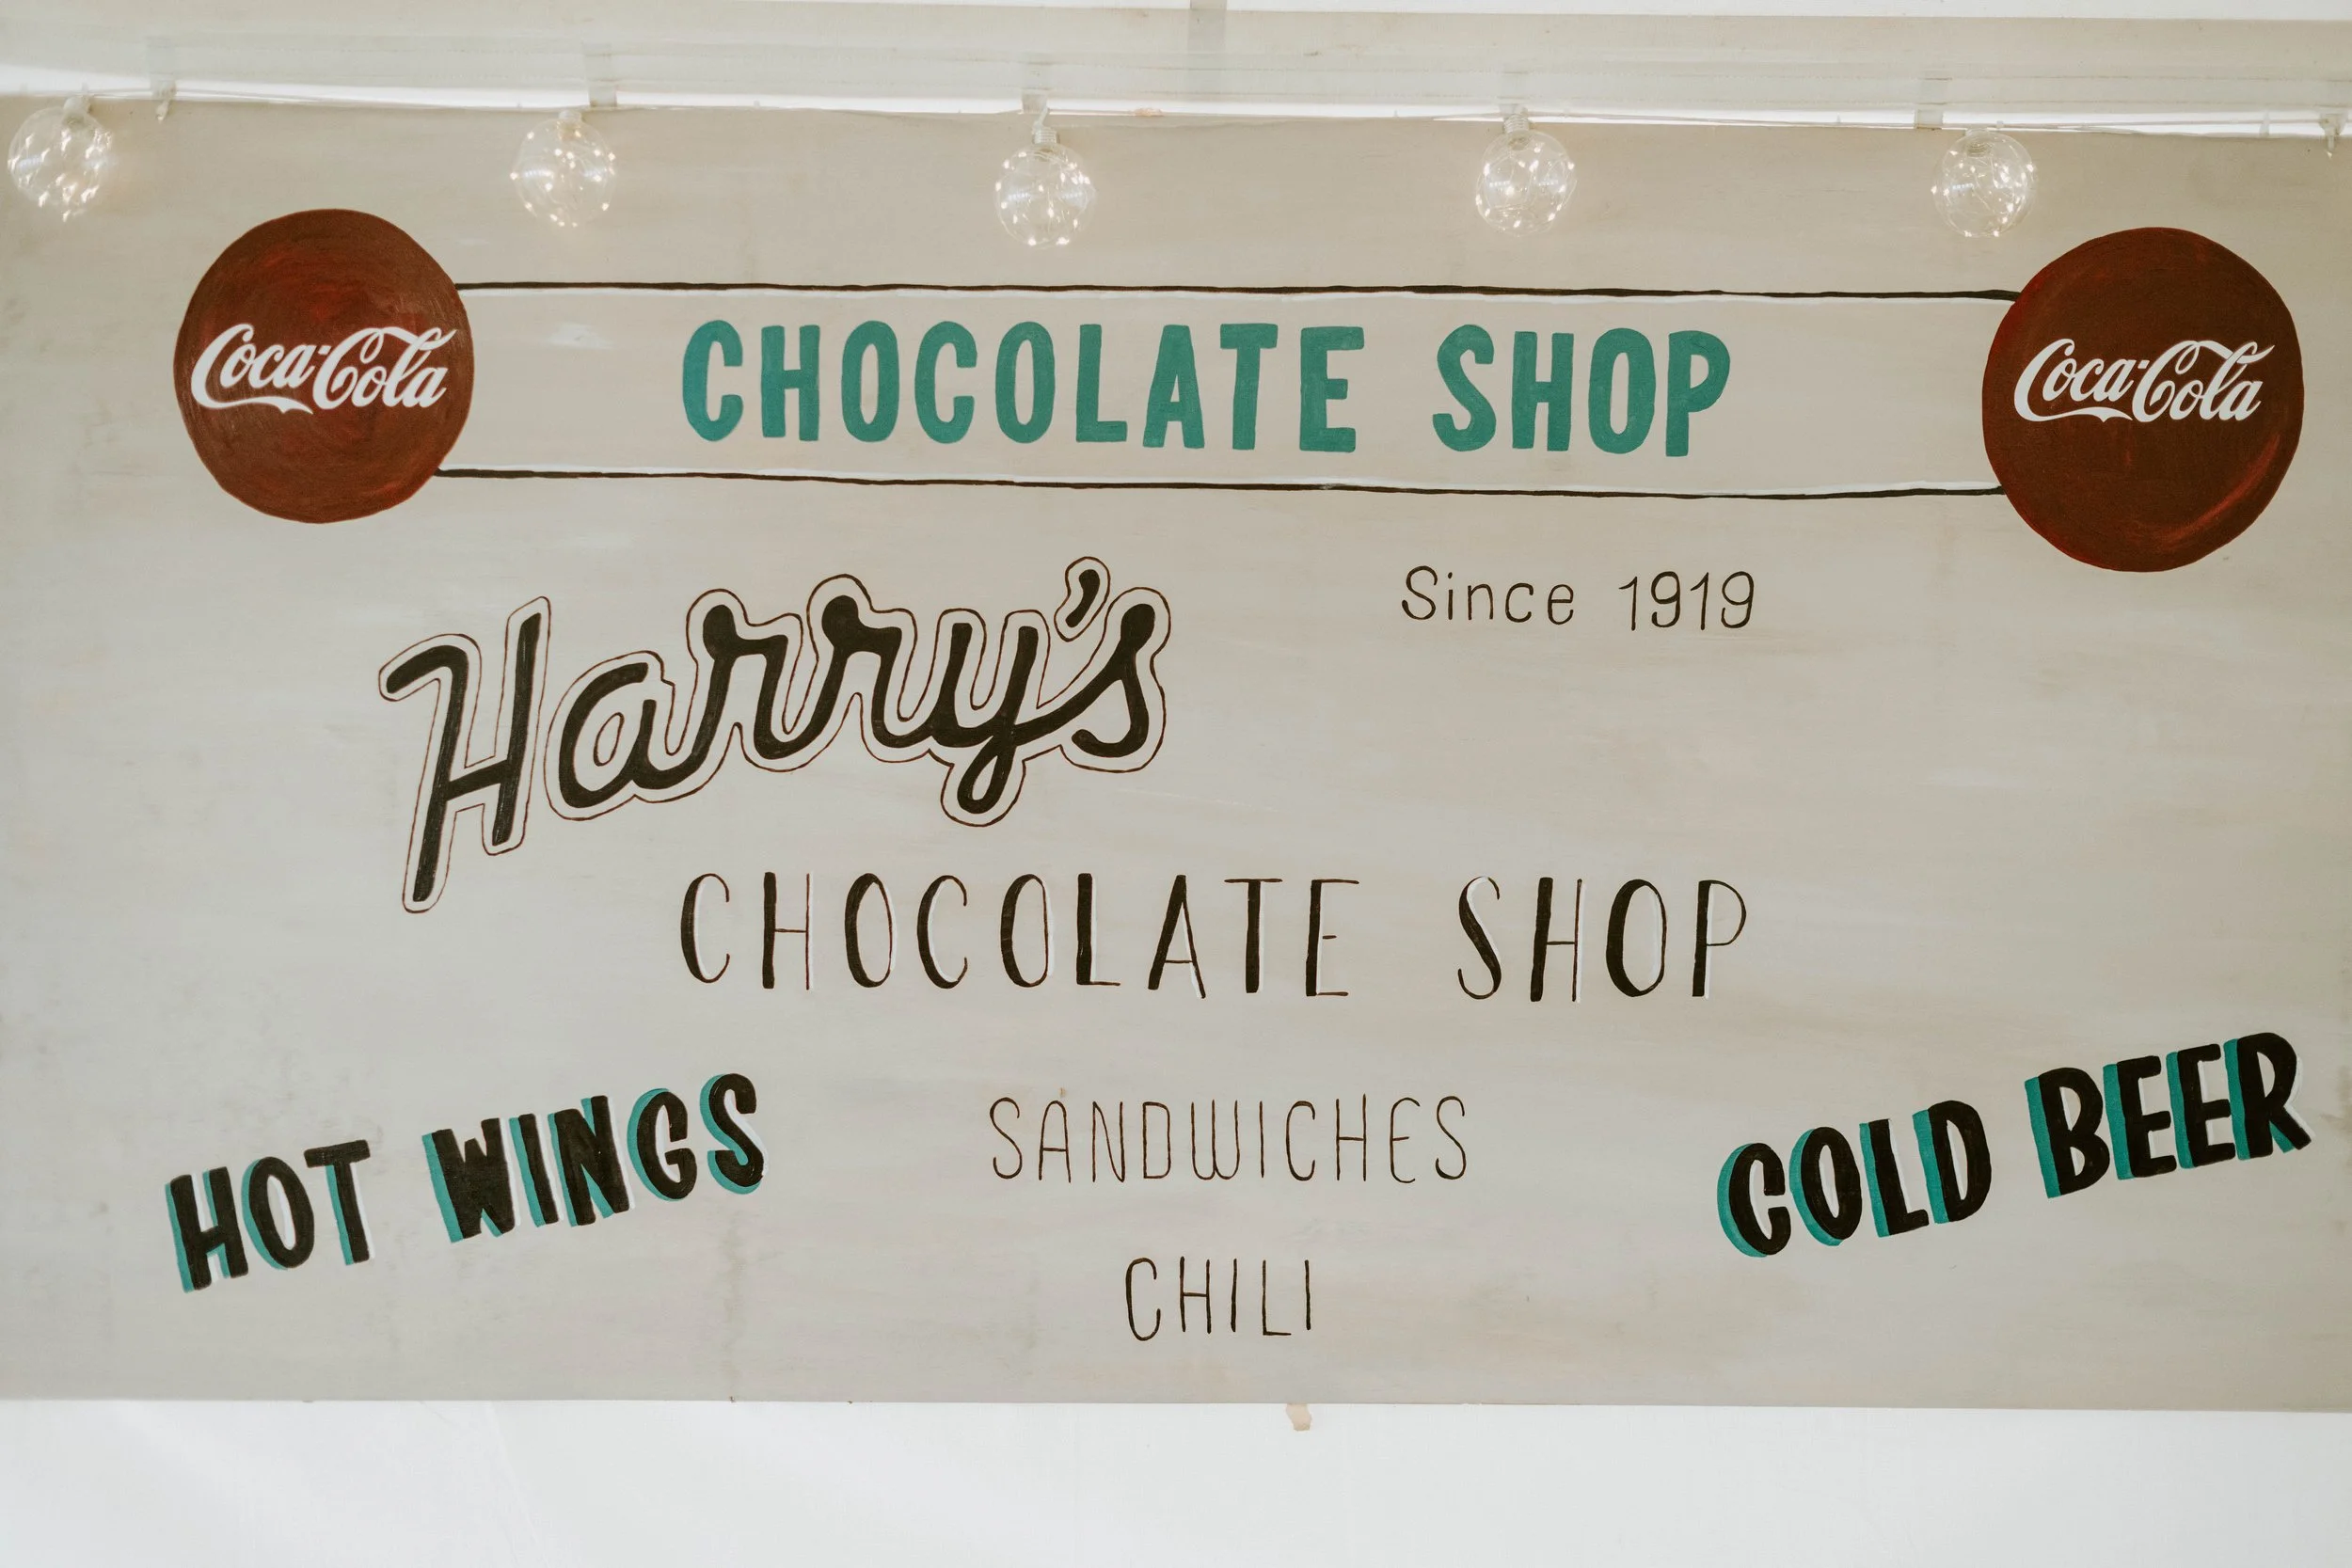 Coca-Cola CHOCOLATE SHOP Coca-Cola
Since 1919
Harry's
CHOCOLATE SHOP
HOT WINGS
SANDWICHES
COLD BEER
CHILI